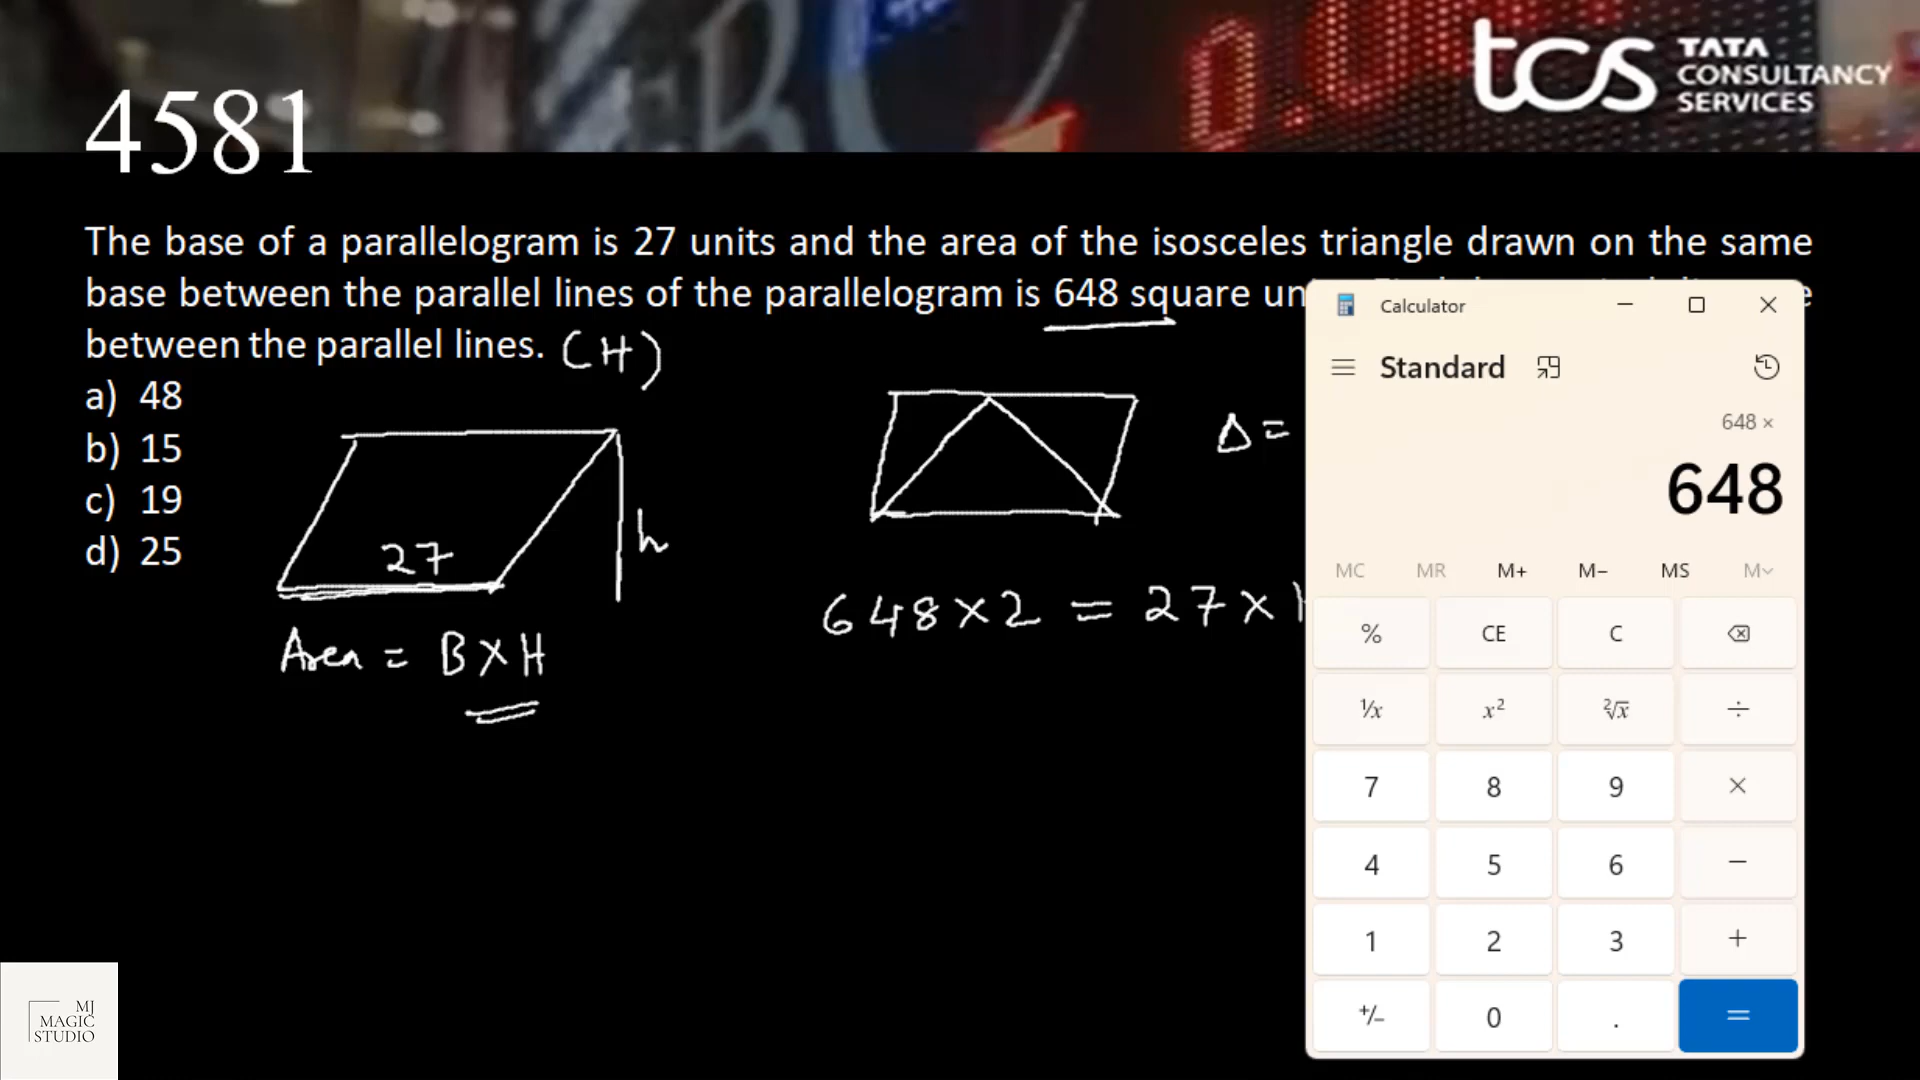 tcs TATA CONSULTANCY SERVICES
4581
The base of a parallelogram is 27 units and the area of the isosceles triangle drawn on the same
base between the parallel lines of the parallelogram is 648 square
between the parallel lines. (H)
a) 48
b) 15
c) 19
d) 25
27
h
Area = B X H
Δ =
648 × 2 = 27 ×
Calculator
Standard
648 ×
648
MC MR M+ M− MS M
% CE C
1/x x² ²√x ÷
7 8 9 ×
4 5 6 −
1 2 3 +
+/− 0 . =
MJ
MAGIC
STUDIO